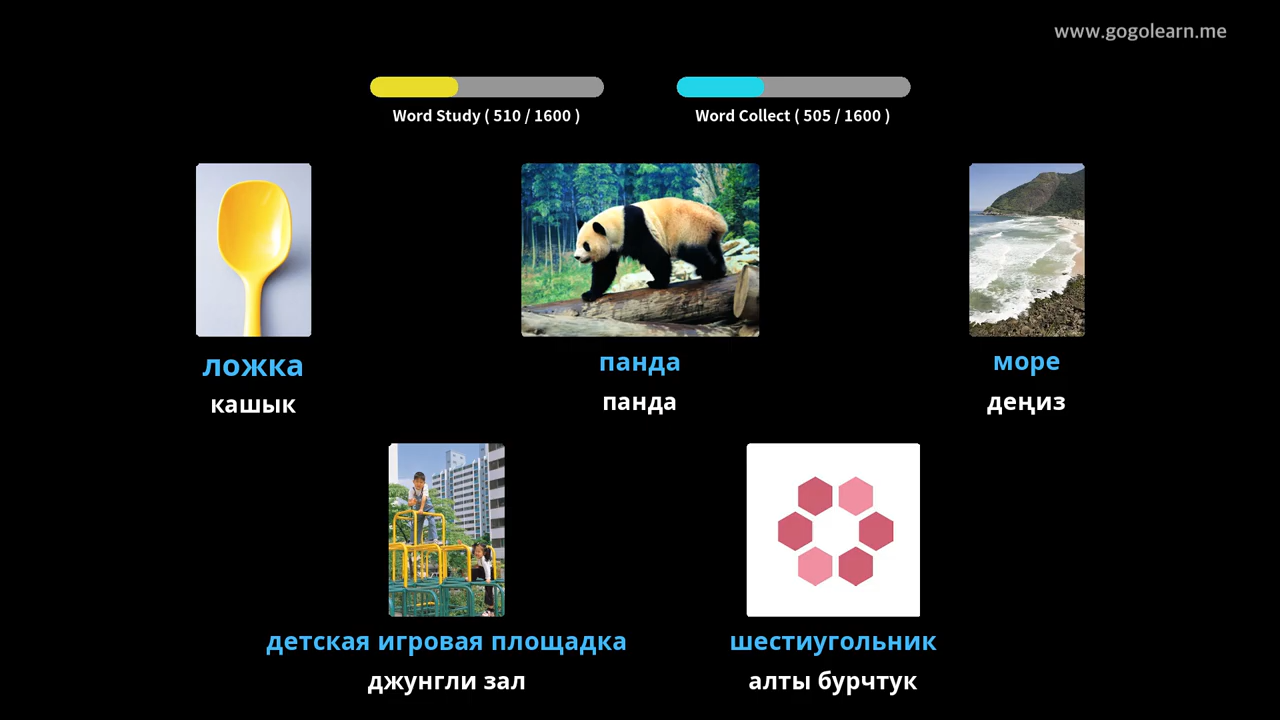 www.gogolearn.me
Word Study ( 510 / 1600 )
Word Collect ( 505 / 1600 )
ложка
кашык
панда
панда
море
деңиз
детская игровая площадка
джунгли зал
шестиугольник
алты бурчтук